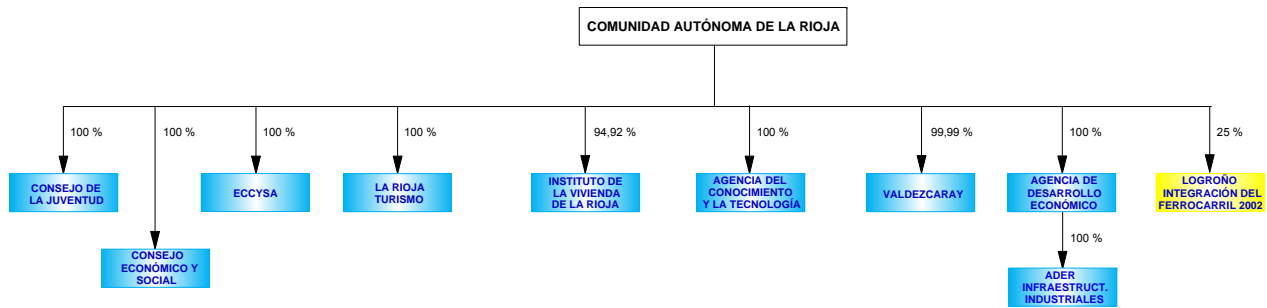 COMUNIDAD AUTÓNOMA DE LA RIOJA
100 %
100 %
100 %
100 %
94,92 %
100 %
99,99 %
100 %
25 %
CONSEJO DE
LA JUVENTUD
ECCYSA
LA RIOJA
TURISMO
INSTITUTO DE
LA VIVIENDA
DE LA RIOJA
AGENCIA DEL
CONOCIMIENTO
Y LA TECNOLOGÍA
VALDEZCARAY
AGENCIA DE
DESARROLLO
ECONÓMICO
LOGROÑO
INTEGRACIÓN DEL
FERROCARRIL 2002
CONSEJO
ECONÓMICO Y
SOCIAL
100 %
ADER
INFRAESTRUCT.
INDUSTRIALES